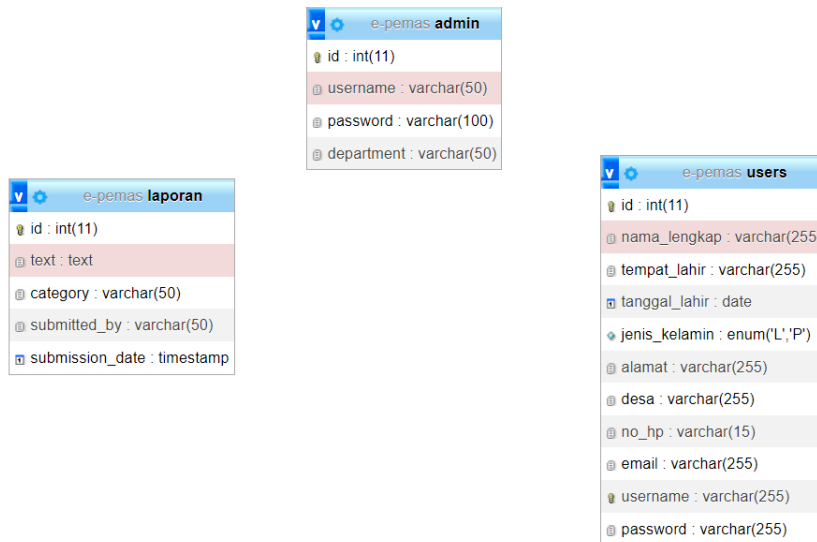 e-pemas admin
id : int(11)
username : varchar(50)
password : varchar(100)
department : varchar(50)
e-pemas laporan
id : int(11)
text : text
category : varchar(50)
submitted_by : varchar(50)
submission_date : timestamp
e-pemas users
id : int(11)
nama_lengkap : varchar(255
tempat_lahir : varchar(255)
tanggal_lahir : date
jenis_kelamin : enum('L','P')
alamat : varchar(255)
desa : varchar(255)
no_hp : varchar(15)
email : varchar(255)
username : varchar(255)
password : varchar(255)